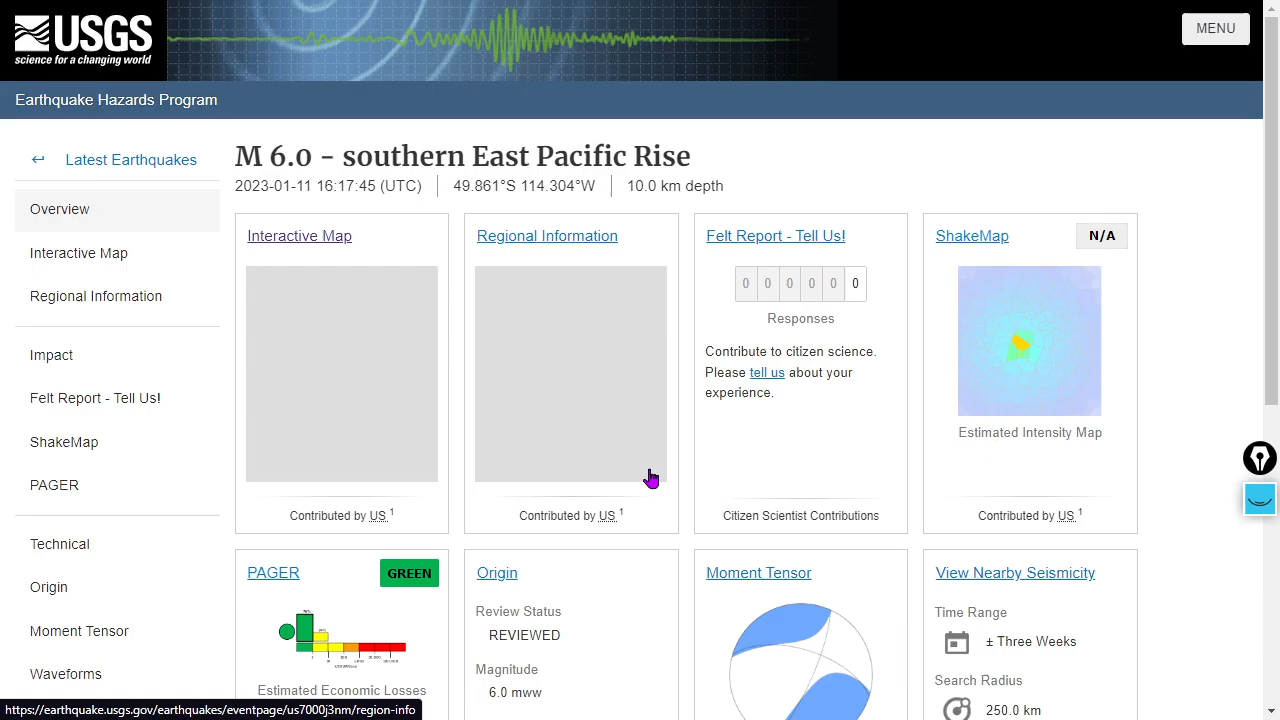 USGS
science for a changing world
MENU
Earthquake Hazards Program
Latest Earthquakes
Overview
Interactive Map
Regional Information
Impact
Felt Report - Tell Us!
ShakeMap
PAGER
Technical
Origin
Moment Tensor
Waveforms
M 6.0 - southern East Pacific Rise
2023-01-11 16:17:45 (UTC)
49.861°S 114.304°W
10.0 km depth
Interactive Map
Contributed by US 1
Regional Information
Contributed by US 1
Felt Report - Tell Us!
0 0 0 0 0 0
Responses
Contribute to citizen science.
Please tell us about your
experience.
Citizen Scientist Contributions
ShakeMap
N/A
Estimated Intensity Map
Contributed by US 1
PAGER
GREEN
Estimated Economic Losses
Origin
Review Status
REVIEWED
Magnitude
6.0 mww
Moment Tensor
View Nearby Seismicity
Time Range
± Three Weeks
Search Radius
250.0 km
https://earthquake.usgs.gov/earthquakes/eventpage/us7000j3nm/region-info